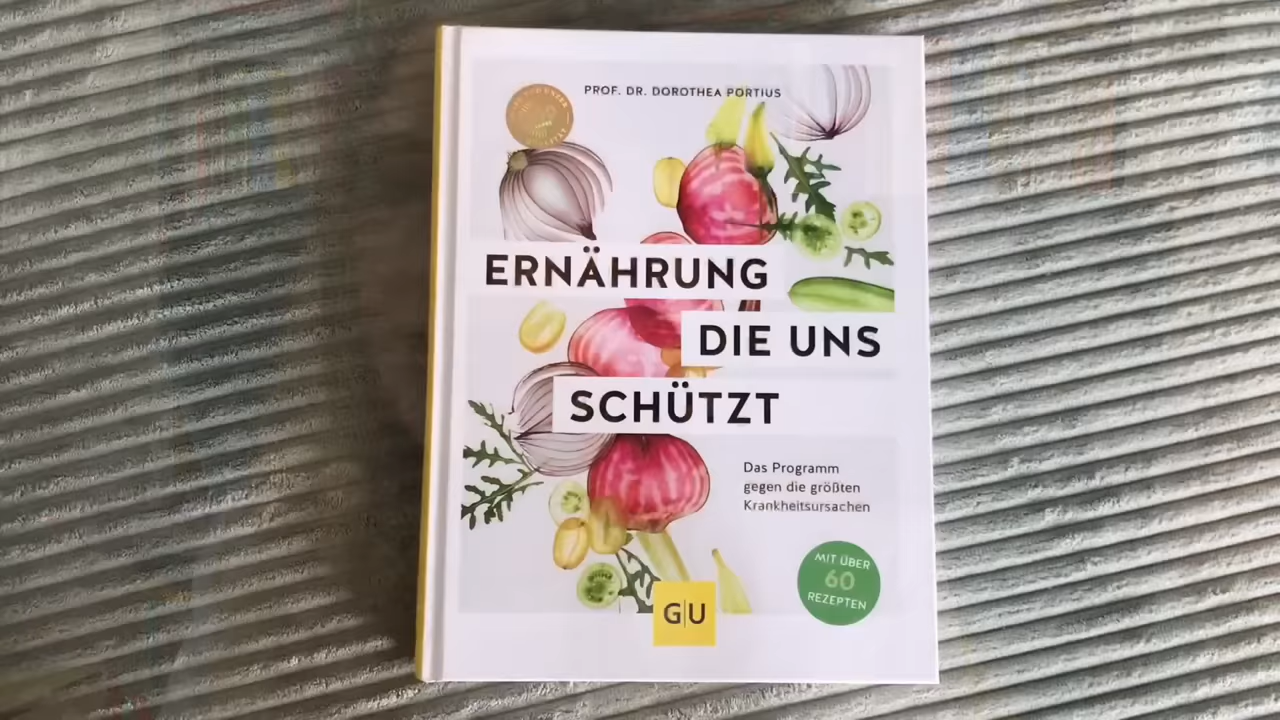 PROF. DR. DOROTHEA PORTIUS
ERNÄHRUNG
DIE UNS
SCHÜTZT
Das Programm
gegen die größten
Krankheitsursachen
MIT ÜBER
60
REZEPTEN
G|U